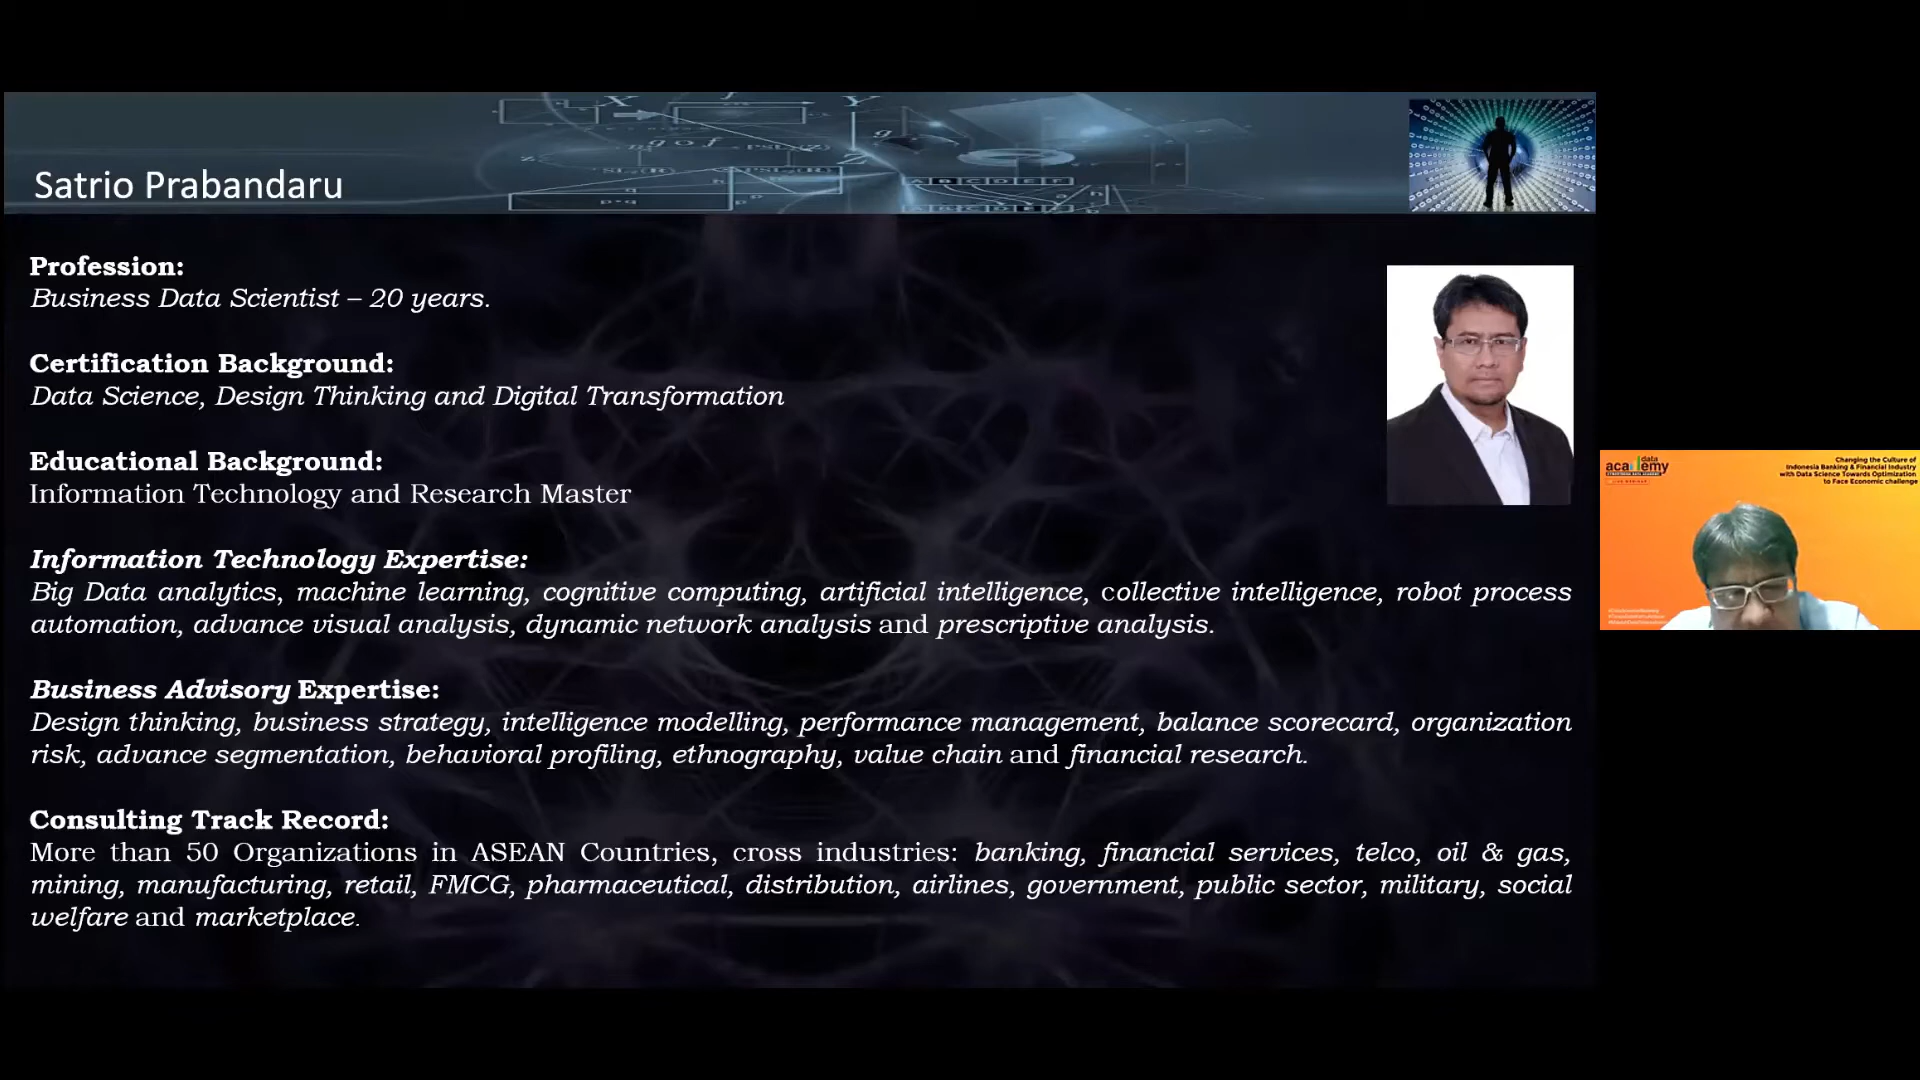 Satrio Prabandaru
Profession:
Business Data Scientist – 20 years.
Certification Background:
Data Science, Design Thinking and Digital Transformation
Educational Background:
Information Technology and Research Master
Information Technology Expertise:
Big Data analytics, machine learning, cognitive computing, artificial intelligence, collective intelligence, robot process
automation, advance visual analysis, dynamic network analysis and prescriptive analysis.
Business Advisory Expertise:
Design thinking, business strategy, intelligence modelling, performance management, balance scorecard, organization
risk, advance segmentation, behavioral profiling, ethnography, value chain and financial research.
Consulting Track Record:
More than 50 Organizations in ASEAN Countries, cross industries: banking, financial services, telco, oil & gas,
mining, manufacturing, retail, FMCG, pharmaceutical, distribution, airlines, government, public sector, military, social
welfare and marketplace.
data
academy
Changing the Culture of
Indonesia Banking & Financial Industry
with Data Science Towards Optimization
to Face Economic challenge